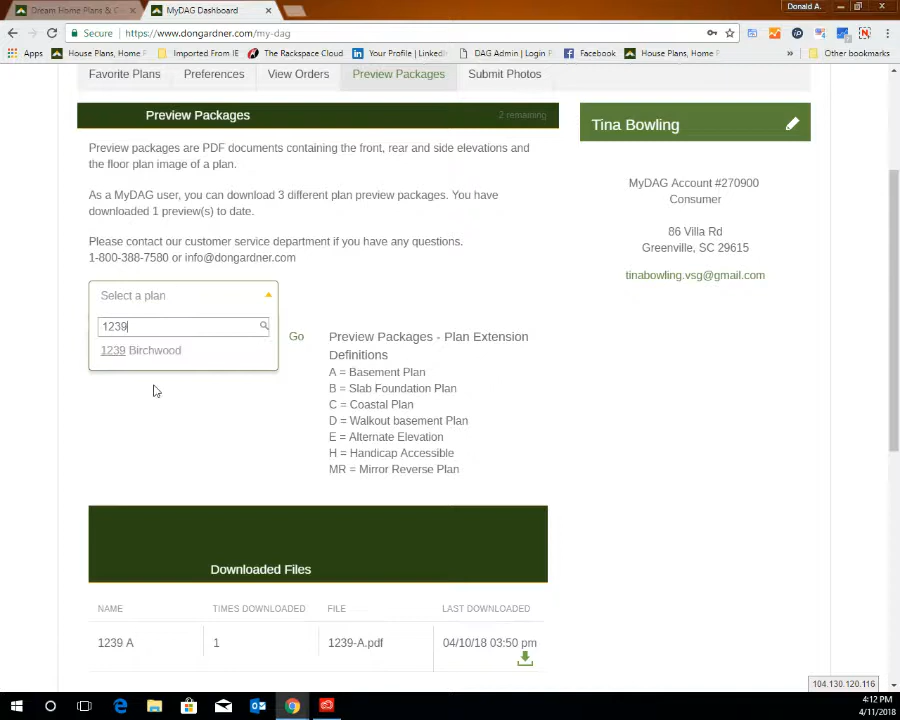 Dream Home Plans & C
MyDAG Dashboard
Donald A.
Secure
https://www.dongardner.com/my-dag
Apps
House Plans, Home P
Imported From IE
The Rackspace Cloud
Your Profile | LinkedI
DAG Admin | Login
Facebook
House Plans, Home F
»
Other bookmarks
Favorite Plans
Preferences
View Orders
Preview Packages
Submit Photos
Preview Packages
2 remaining
Tina Bowling
Preview packages are PDF documents containing the front, rear and side elevations and
the floor plan image of a plan.
As a MyDAG user, you can download 3 different plan preview packages. You have
downloaded 1 preview(s) to date.
Please contact our customer service department if you have any questions.
1-800-388-7580 or info@dongardner.com
MyDAG Account #270900
Consumer
86 Villa Rd
Greenville, SC 29615
tinabowling.vsg@gmail.com
Select a plan
1239
1239 Birchwood
Go
Preview Packages - Plan Extension
Definitions
A = Basement Plan
B = Slab Foundation Plan
C = Coastal Plan
D = Walkout basement Plan
E = Alternate Elevation
H = Handicap Accessible
MR = Mirror Reverse Plan
Downloaded Files
NAME
TIMES DOWNLOADED
FILE
LAST DOWNLOADED
1239 A
1
1239-A.pdf
04/10/18 03:50 pm
104.130.120.116
4:12 PM
4/11/2018